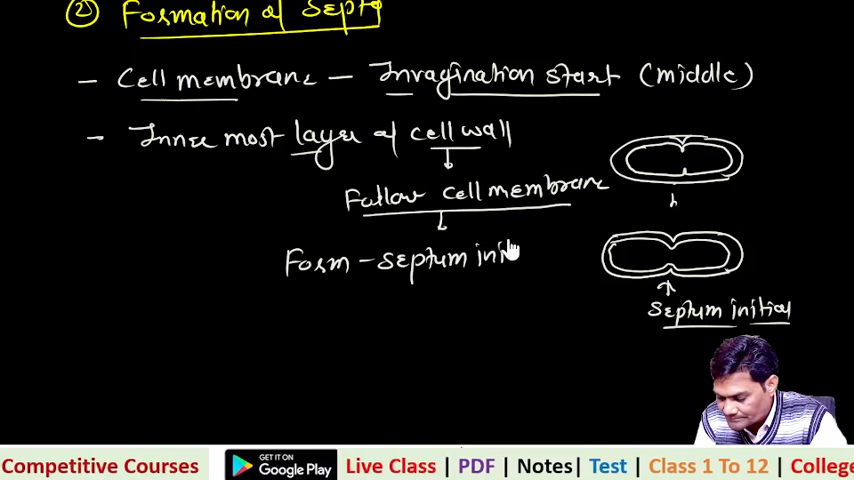 ② Formation of Septa
- Cell membrane - Invagination start (middle)
- Inner most layer of cell wall
Follow cell membrane
Form - septum ini
septum initial
Competitive Courses
GET IT ON
Google Play
Live Class | PDF | Notes | Test | Class 1 To 12 | College